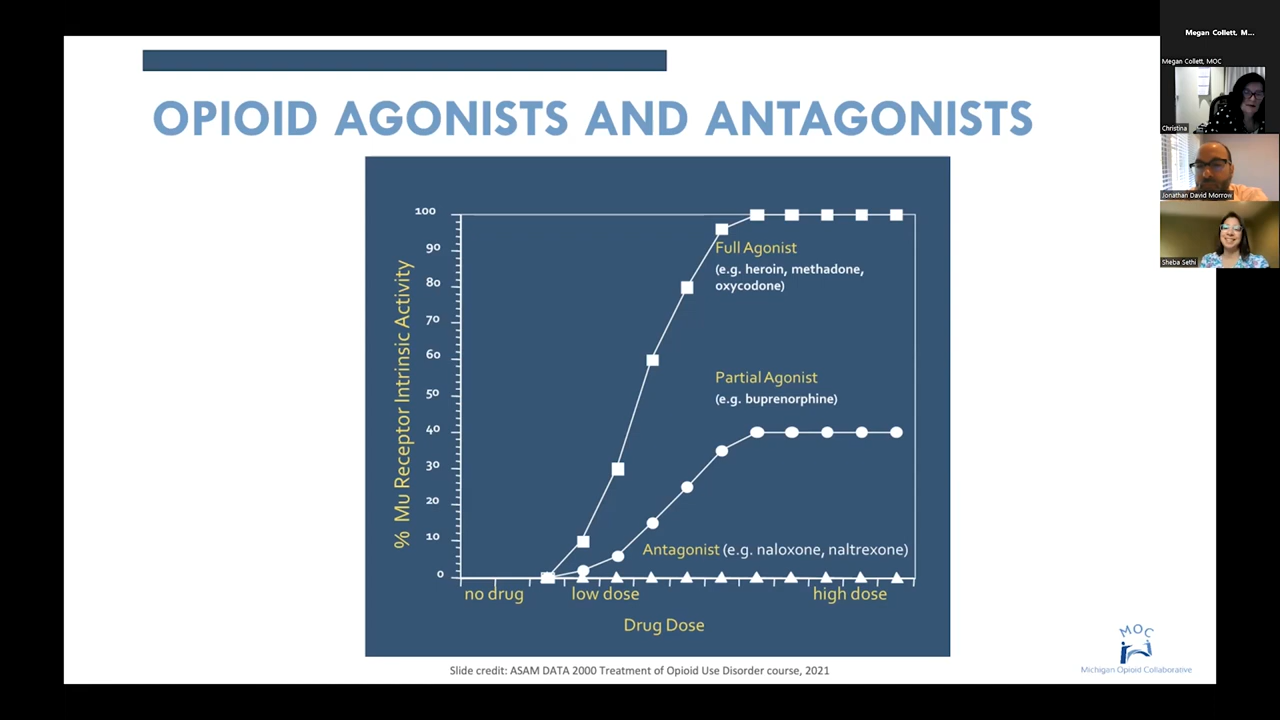 OPIOID AGONISTS AND ANTAGONISTS
% Mu Receptor Intrinsic Activity
100
90
80
70
60
50
40
30
20
10
0
Full Agonist
(e.g. heroin, methadone,
oxycodone)
Partial Agonist
(e.g. buprenorphine)
Antagonist (e.g. naloxone, naltrexone)
no drug low dose high dose
Drug Dose
Slide credit: ASAM DATA 2000 Treatment of Opioid Use Disorder course, 2021
MOC
Michigan Opioid Collaborative
Megan Collett, M...
Megan Collett, MOC
Christina
Jonathan David Morrow
Sheba Sethi